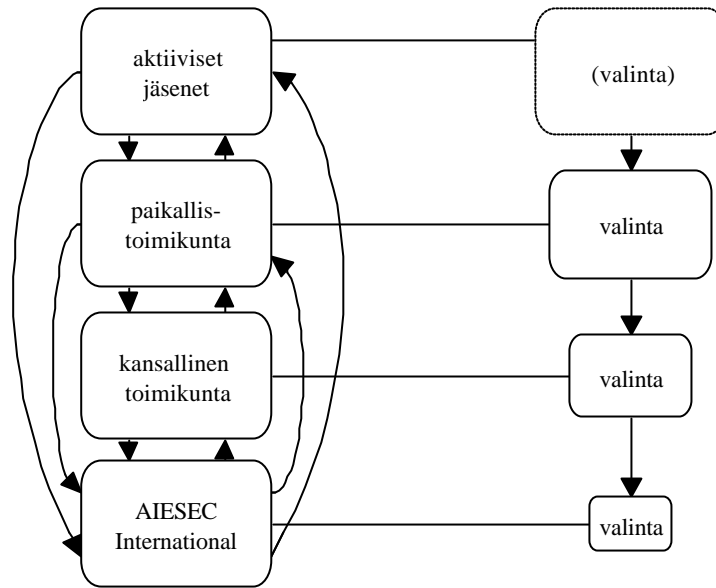 aktiiviset
jäsenet
(valinta)
paikallis-
toimikunta
valinta
kansallinen
toimikunta
valinta
AIESEC
International
valinta